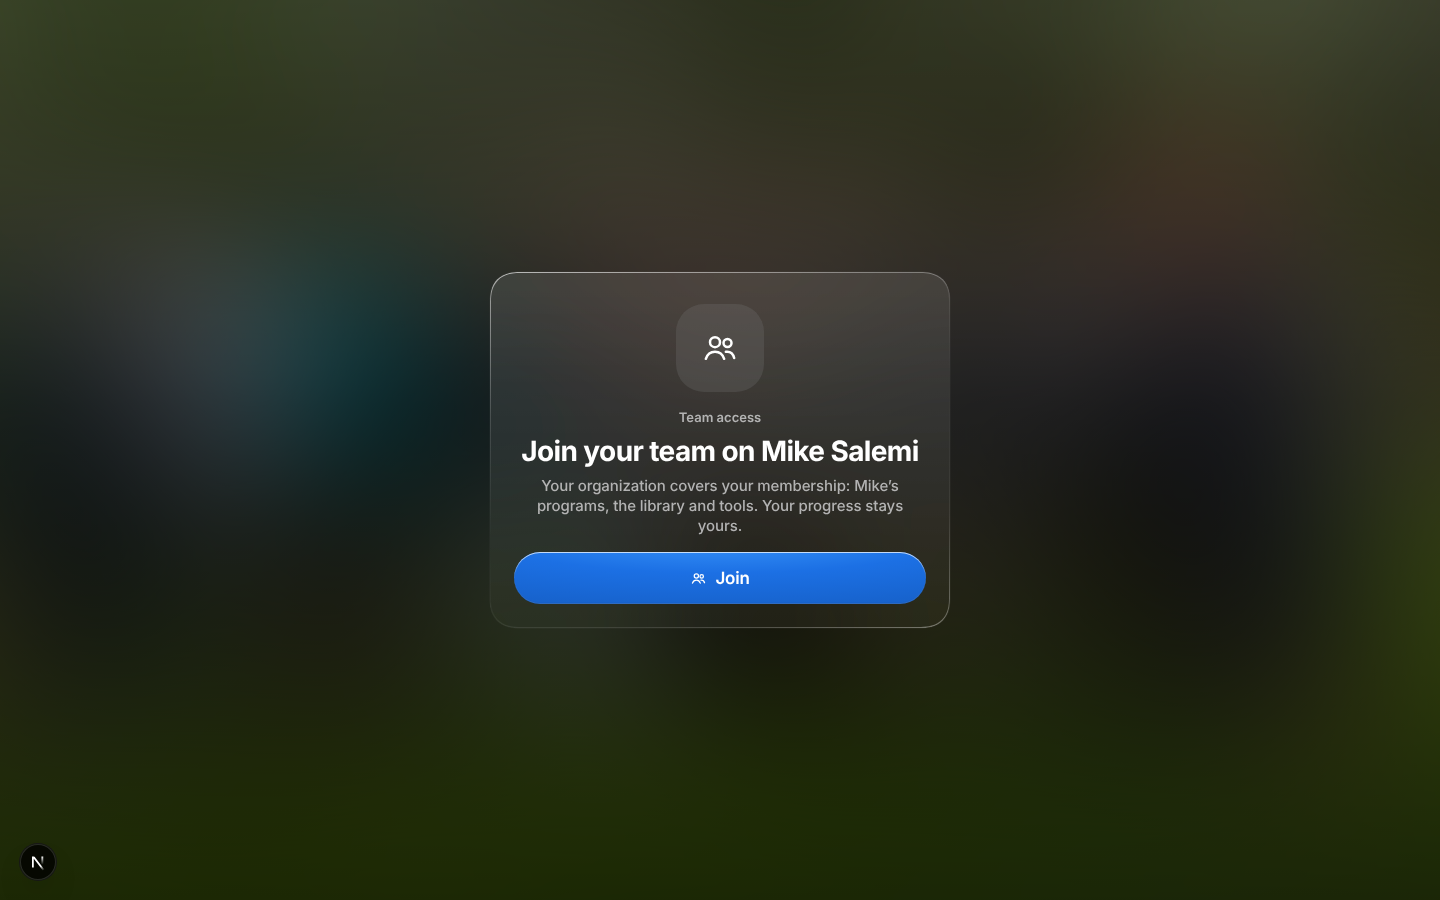 Team access
Join your team on Mike Salemi
Your organization covers your membership: Mike’s
programs, the library and tools. Your progress stays
yours.
Join
N